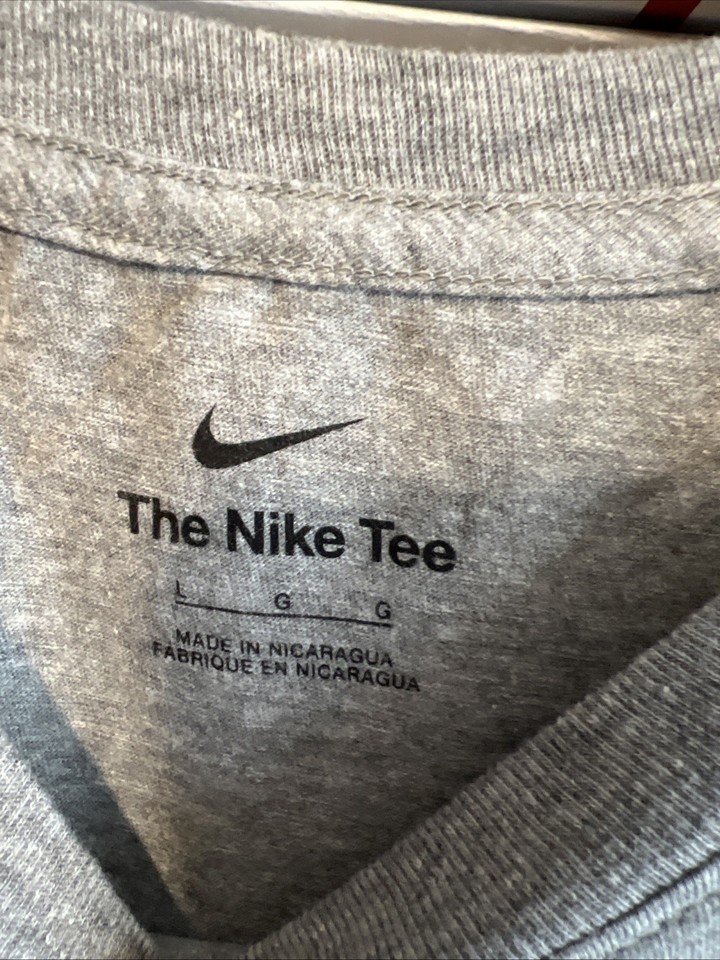 The Nike Tee
L G G
MADE IN NICARAGUA
FABRIQUE EN NICARAGUA